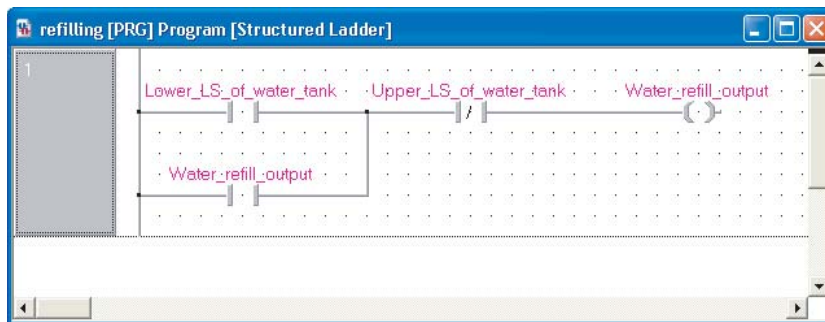 refilling [PRG] Program [Structured Ladder]
1
Lower_LS_of_water_tank Upper_LS_of_water_tank Water_refill_output
Water_refill_output